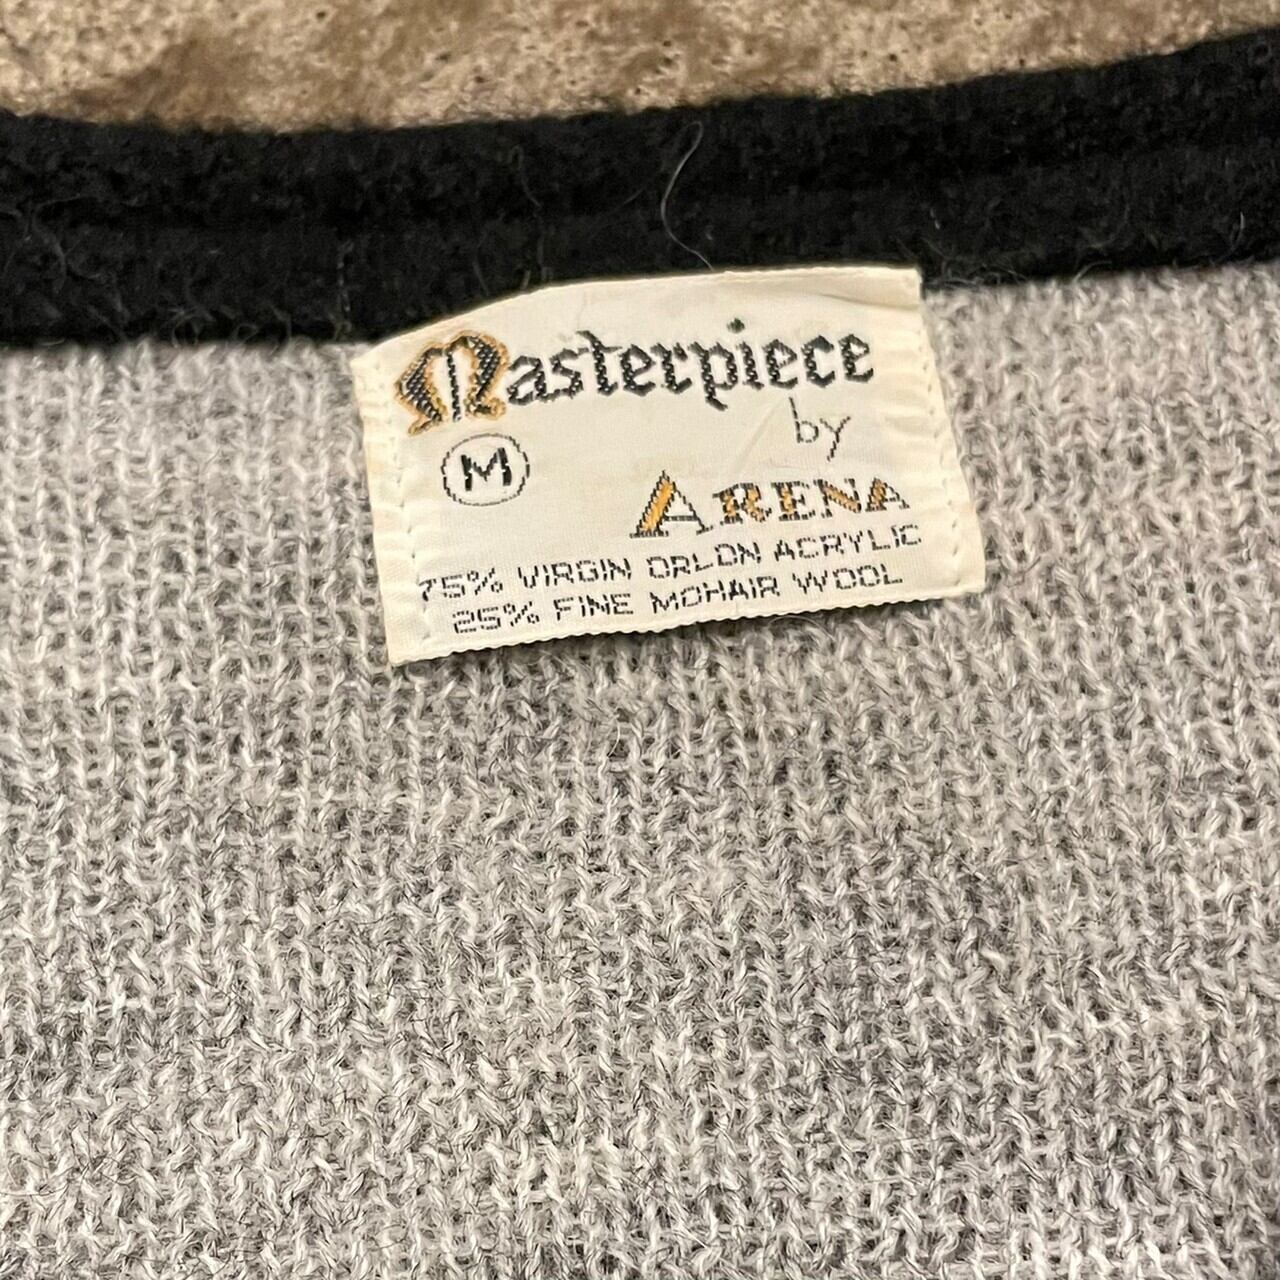 Masterpiece
by
M
ARENA
75% VIRGIN ORLON ACRYLIC
25% FINE MOHAIR WOOL